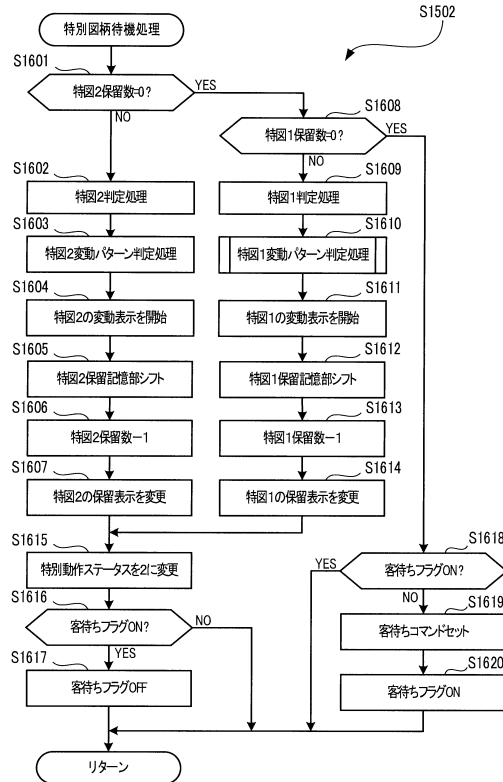 S1502
特別図柄待機処理
S1601
特図2保留数=0?
YES
NO
S1608
特図1保留数=0?
YES
NO
S1602
特図2判定処理
S1609
特図1判定処理
S1603
特図2変動パターン判定処理
S1610
特図1変動パターン判定処理
S1604
特図2の変動表示を開始
S1611
特図1の変動表示を開始
S1605
特図2保留記憶部シフト
S1612
特図1保留記憶部シフト
S1606
特図2保留数−1
S1613
特図1保留数−1
S1607
特図2の保留表示を変更
S1614
特図1の保留表示を変更
S1615
特別動作ステータスを2に変更
S1616
客待ちフラグON?
NO
YES
S1617
客待ちフラグOFF
S1618
客待ちフラグON?
YES
NO
S1619
客待ちコマンドセット
S1620
客待ちフラグON
リターン